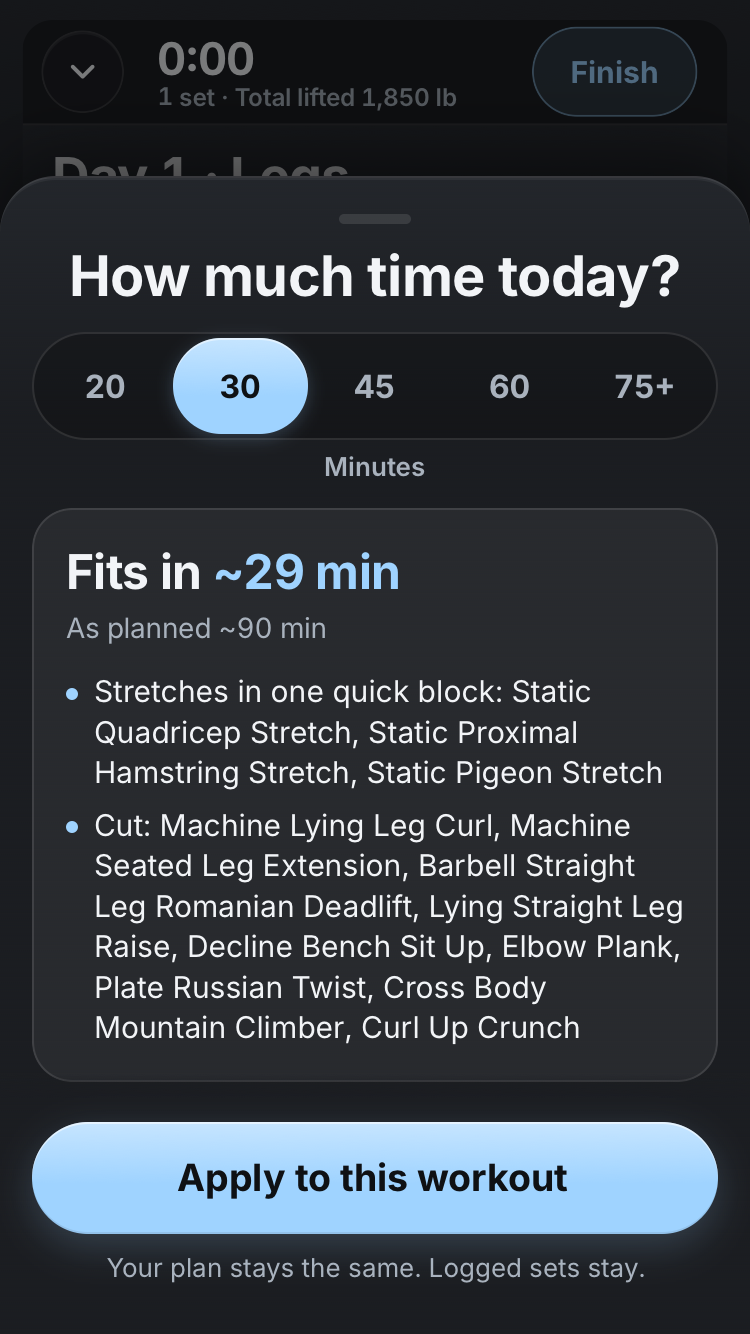 0:00
1 set · Total lifted 1,850 lb
Finish
Day 1 · Legs
How much time today?
20 30 45 60 75+
Minutes
Fits in ~29 min
As planned ~90 min
Stretches in one quick block: Static
Quadricep Stretch, Static Proximal
Hamstring Stretch, Static Pigeon Stretch
Cut: Machine Lying Leg Curl, Machine
Seated Leg Extension, Barbell Straight
Leg Romanian Deadlift, Lying Straight Leg
Raise, Decline Bench Sit Up, Elbow Plank,
Plate Russian Twist, Cross Body
Mountain Climber, Curl Up Crunch
Apply to this workout
Your plan stays the same. Logged sets stay.